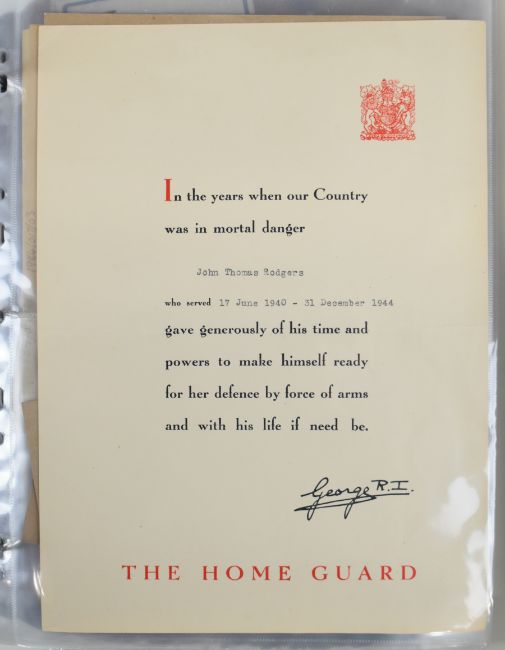 In the years when our Country
was in mortal danger
John Thomas Rodgers
who served 17 June 1940 - 31 December 1944
gave generously of his time and
powers to make himself ready
for her defence by force of arms
and with his life if need be.
George R.I.
THE HOME GUARD